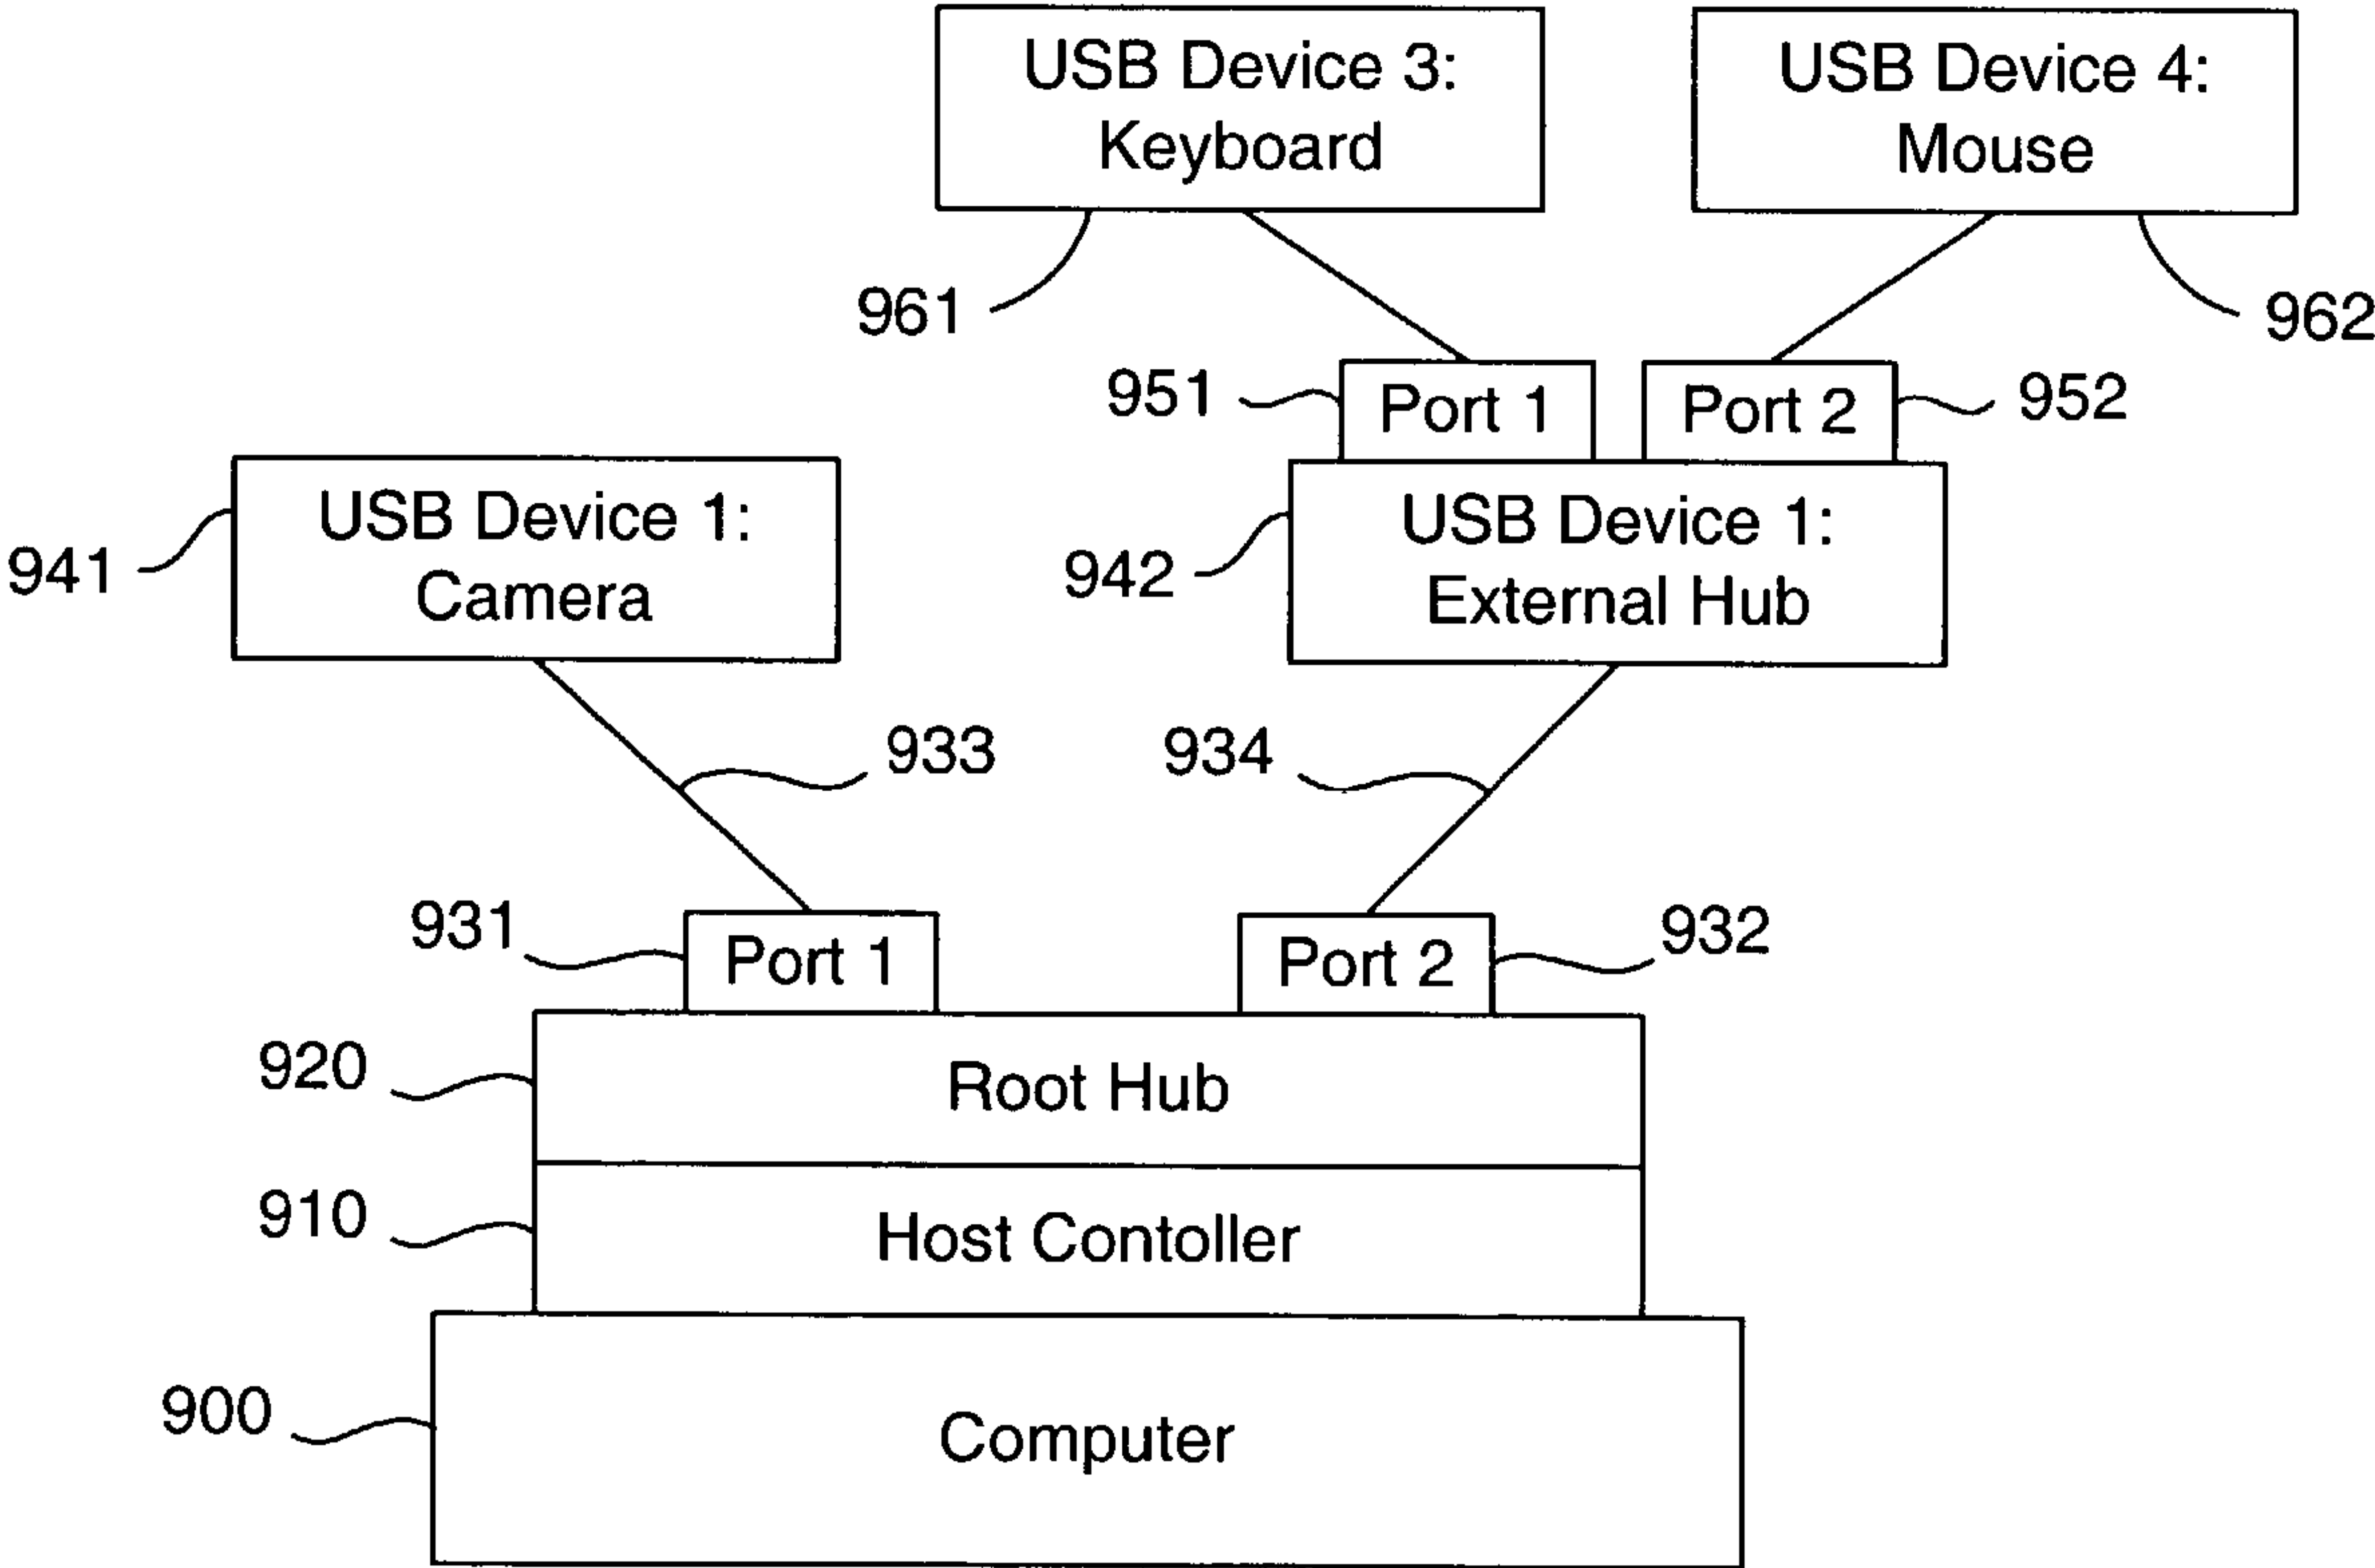 USB Device 3:
Keyboard
USB Device 4:
Mouse
961
962
951
Port 1
Port 2
952
USB Device 1:
Camera
941
USB Device 1:
External Hub
942
933
934
931
Port 1
Port 2
932
920
Root Hub
910
Host Contoller
900
Computer